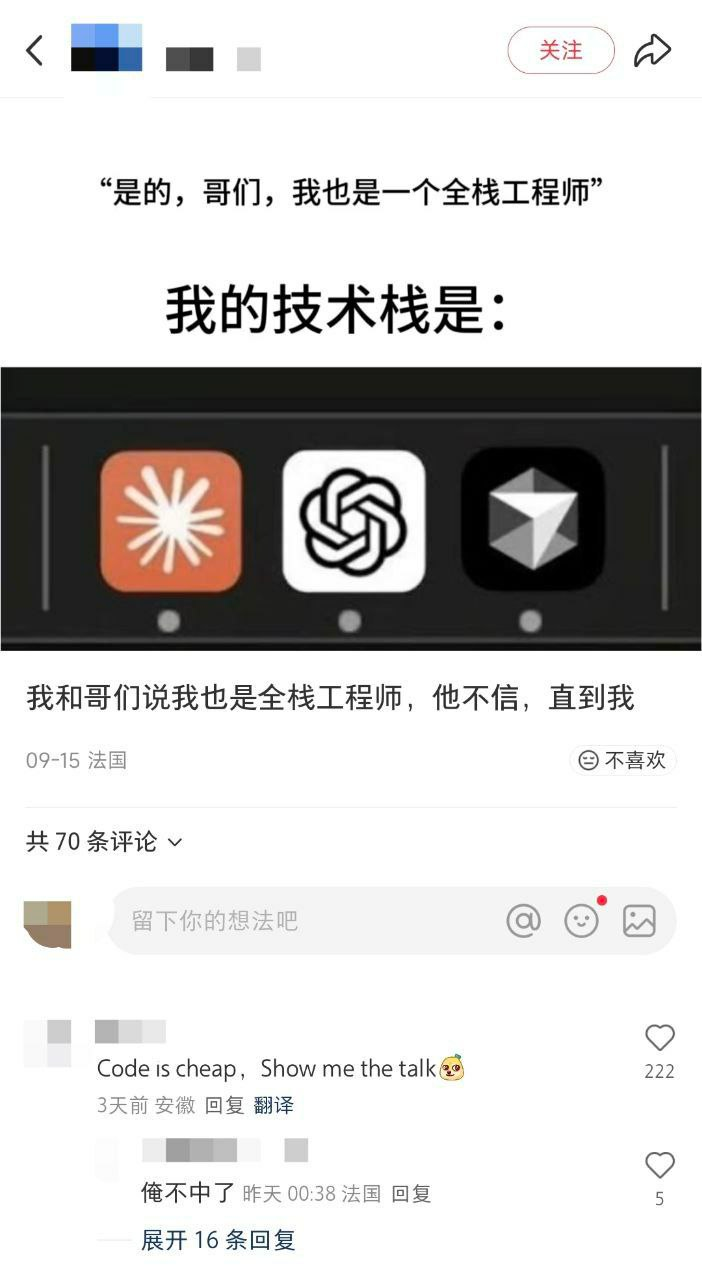 关注
“是的，哥们，我也是一个全栈工程师”
我的技术栈是：
我和哥们说我也是全栈工程师，他不信，直到我
09-15 法国
不喜欢
共 70 条评论
留下你的想法吧
Code is cheap，Show me the talk
222
3天前 安徽 回复 翻译
俺不中了 昨天 00:38 法国 回复
5
展开 16 条回复